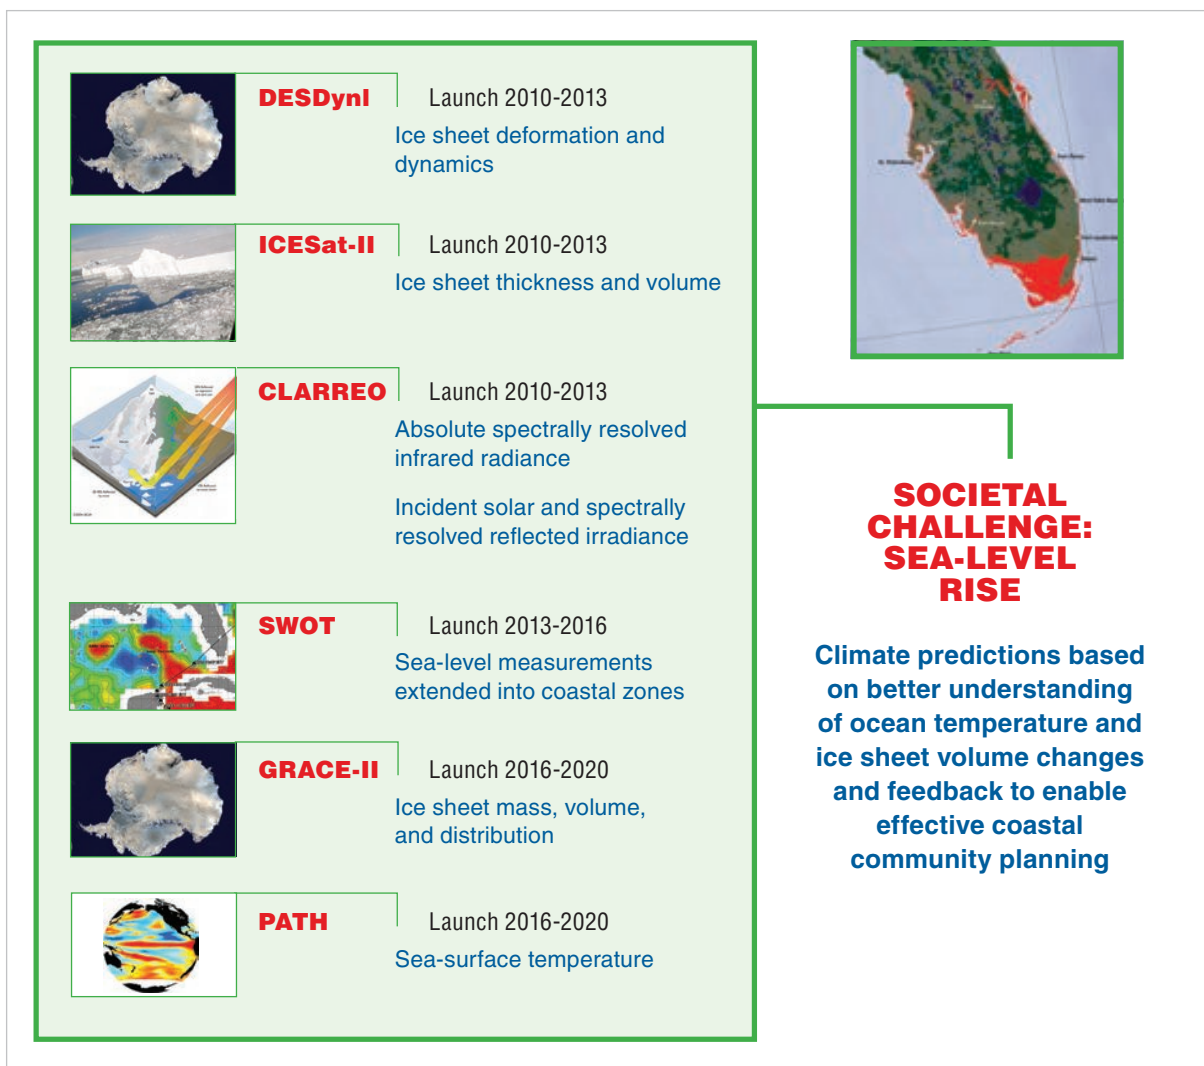 DESDynI
Launch 2010-2013
Ice sheet deformation and
dynamics
ICESat-II
Launch 2010-2013
Ice sheet thickness and volume
CLARREO
Launch 2010-2013
Absolute spectrally resolved
infrared radiance
Incident solar and spectrally
resolved reflected irradiance
SWOT
Launch 2013-2016
Sea-level measurements
extended into coastal zones
GRACE-II
Launch 2016-2020
Ice sheet mass, volume,
and distribution
PATH
Launch 2016-2020
Sea-surface temperature
SOCIETAL
CHALLENGE:
SEA-LEVEL
RISE
Climate predictions based
on better understanding
of ocean temperature and
ice sheet volume changes
and feedback to enable
effective coastal
community planning